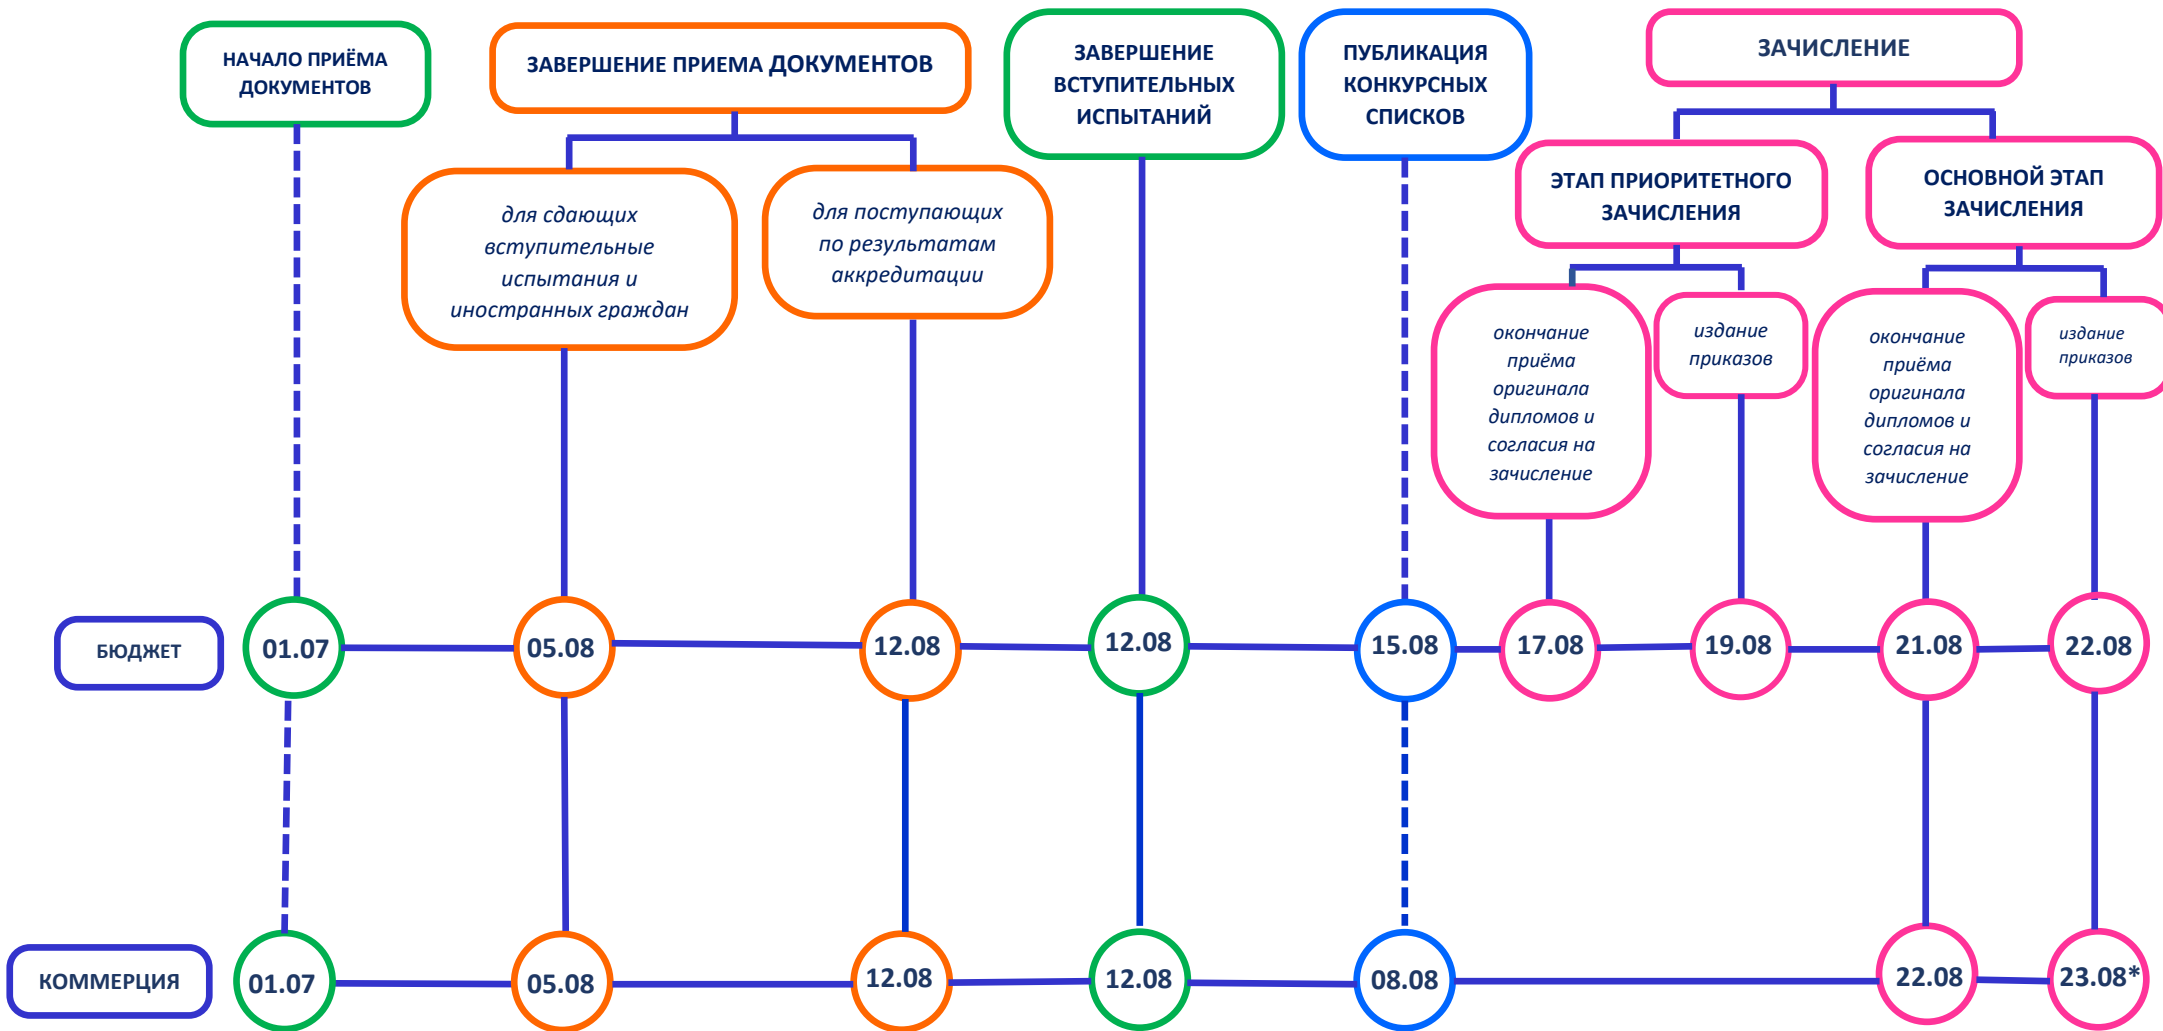 НАЧАЛО ПРИЁМА
ДОКУМЕНТОВ
ЗАВЕРШЕНИЕ ПРИЕМА ДОКУМЕНТОВ
ЗАВЕРШЕНИЕ
ВСТУПИТЕЛЬНЫХ
ИСПЫТАНИЙ
ПУБЛИКАЦИЯ
КОНКУРСНЫХ
СПИСКОВ
ЗАЧИСЛЕНИЕ
для сдающих
вступительные
испытания и
иностранных граждан
для поступающих
по результатам
аккредитации
ЭТАП ПРИОРИТЕТНОГО
ЗАЧИСЛЕНИЯ
ОСНОВНОЙ ЭТАП
ЗАЧИСЛЕНИЯ
окончание
приёма
оригинала
дипломов и
согласия на
зачисление
издание
приказов
окончание
приёма
оригинала
дипломов и
согласия на
зачисление
издание
приказов
БЮДЖЕТ
01.07
05.08
12.08
12.08
15.08
17.08
19.08
21.08
22.08
КОММЕРЦИЯ
01.07
05.08
12.08
12.08
08.08
22.08
23.08*